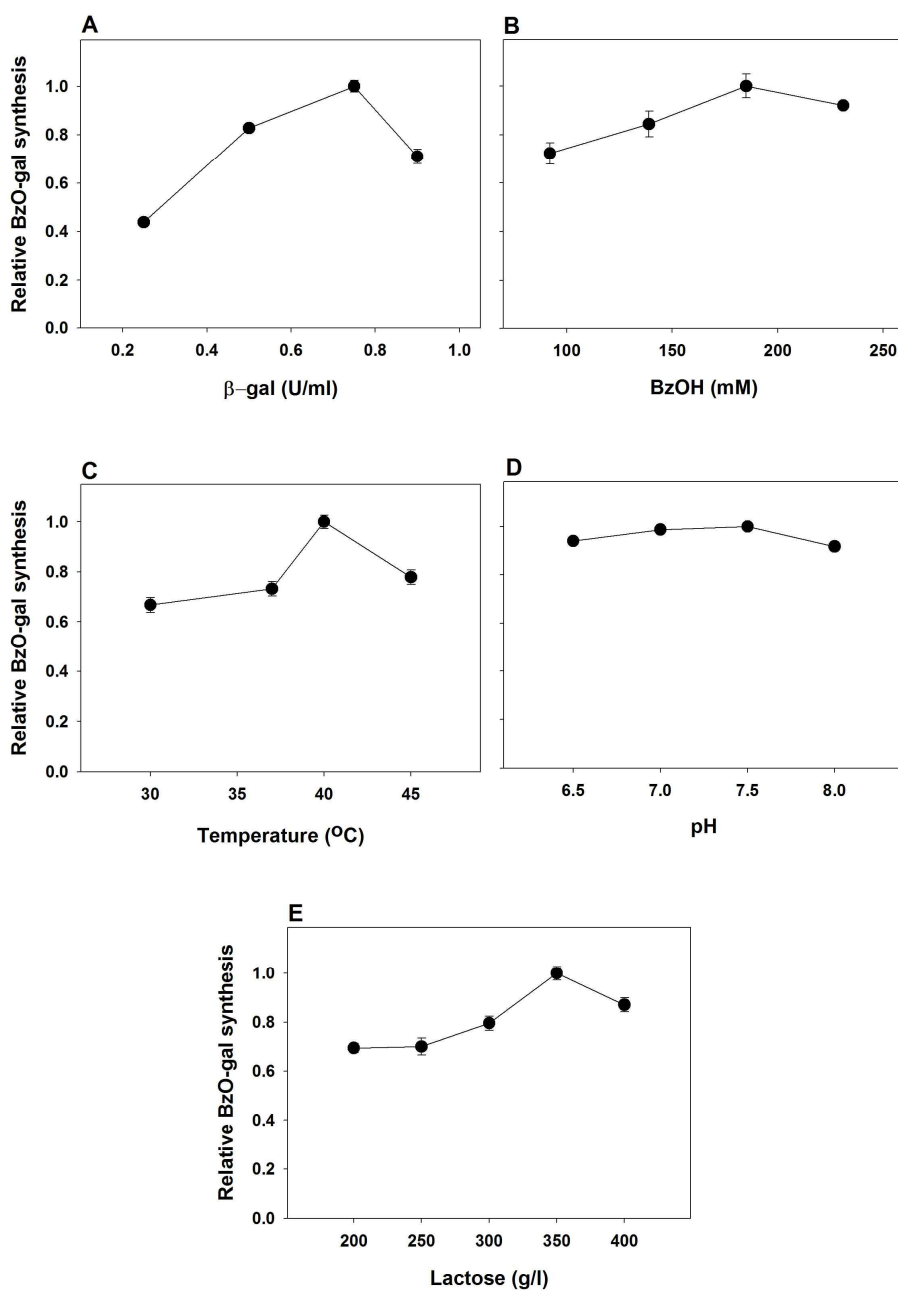 A
B
Relative BzO-gal synthesis
1.0
0.8
0.6
0.4
0.2
0.0
0.2 0.4 0.6 0.8 1.0
β−gal (U/ml)
100 150 200 250
BzOH (mM)
C
D
Relative BzO-gal synthesis
1.0
0.8
0.6
0.4
0.2
0.0
30 35 40 45
Temperature (ºC)
6.5 7.0 7.5 8.0
pH
E
Relative BzO-gal synthesis
1.0
0.8
0.6
0.4
0.2
0.0
200 250 300 350 400
Lactose (g/l)